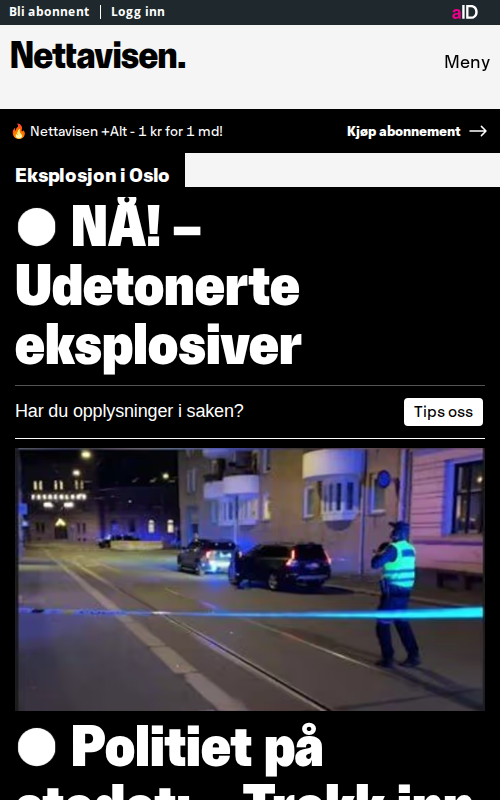 Bli abonnent | Logg inn
aID
Nettavisen.
Meny
🔥 Nettavisen +Alt - 1 kr for 1 md!
Kjøp abonnement →
Eksplosjon i Oslo
● NÅ! –
Udetonerte
eksplosiver
Har du opplysninger i saken?
Tips oss
● Politiet på